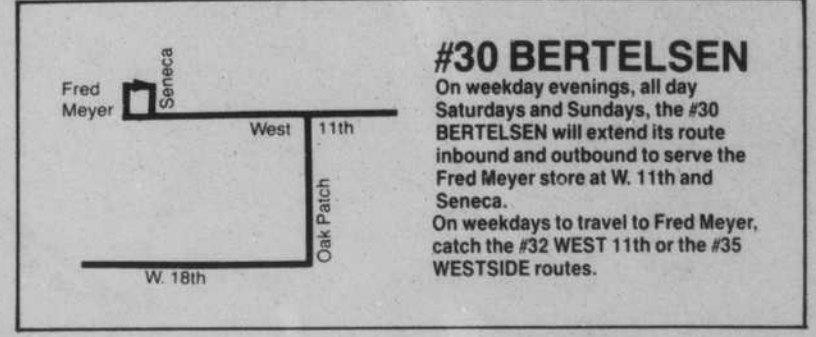 Fred
Meyer
Seneca
West 11th
Oak Patch
W. 18th
#30 BERTELSEN
On weekday evenings, all day
Saturdays and Sundays, the #30
BERTELSEN will extend its route
inbound and outbound to serve the
Fred Meyer store at W. 11th and
Seneca.
On weekdays to travel to Fred Meyer,
catch the #32 WEST 11th or the #35
WESTSIDE routes.